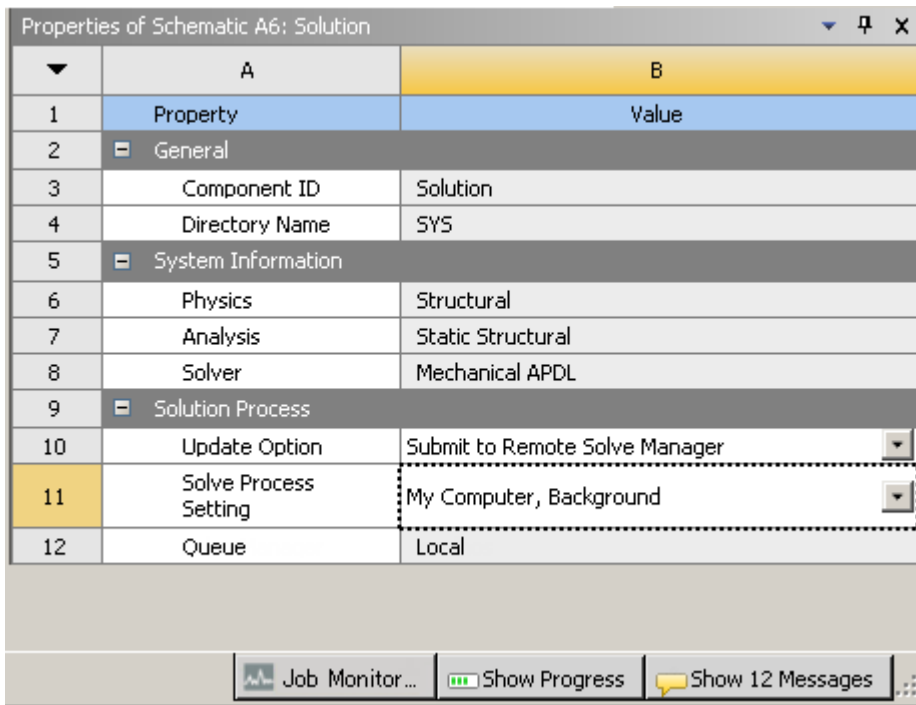 Properties of Schematic A6: Solution
A B
1 Property Value
2 General
3 Component ID Solution
4 Directory Name SYS
5 System Information
6 Physics Structural
7 Analysis Static Structural
8 Solver Mechanical APDL
9 Solution Process
10 Update Option Submit to Remote Solve Manager
11 Solve Process Setting My Computer, Background
12 Queue Local
Job Monitor... Show Progress Show 12 Messages